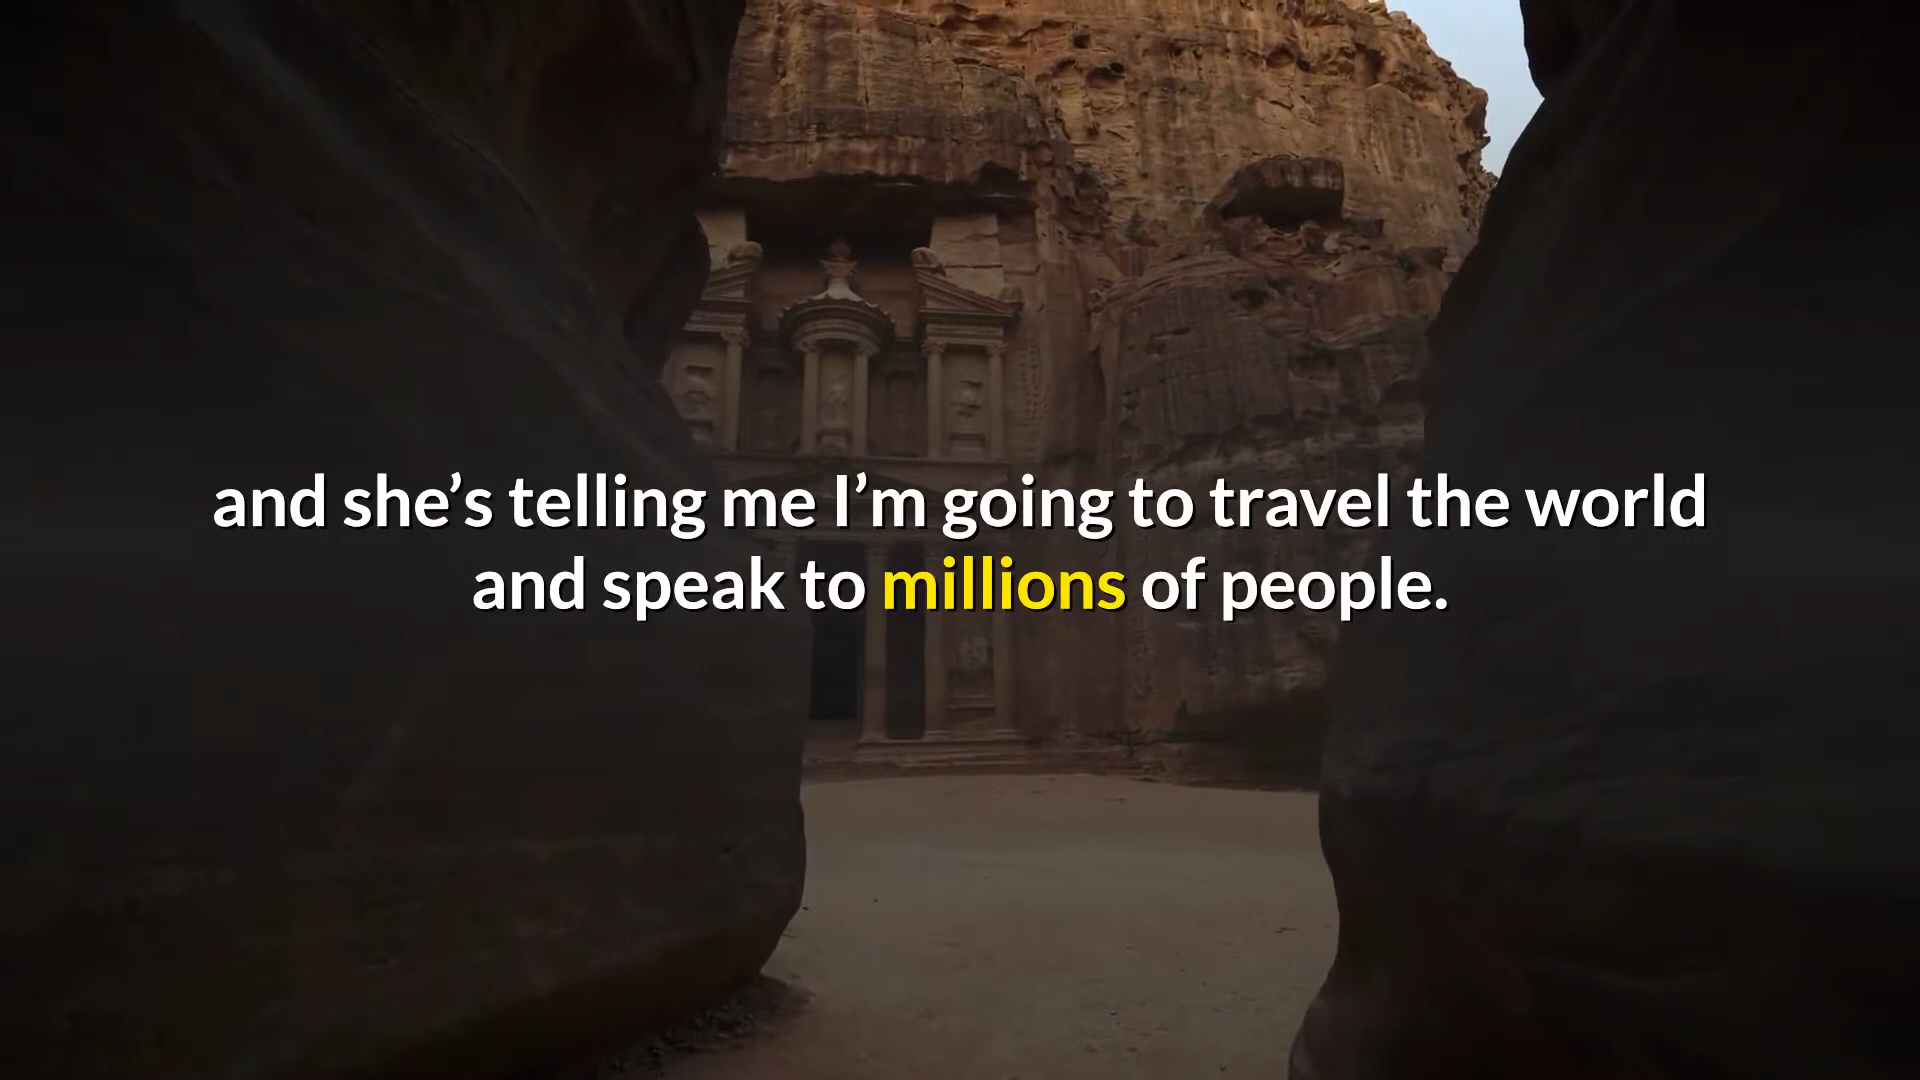 and she’s telling me I’m going to travel the world
and speak to millions of people.